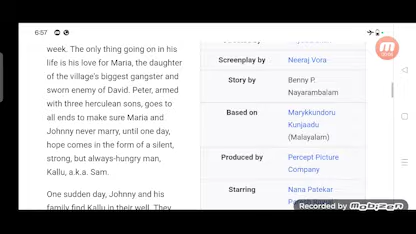 6:57
week. The only thing going on in his
life is his love for Maria, the daughter
of the village's biggest gangster and
sworn enemy of David. Peter, armed
with three herculean sons, goes to
all ends to make sure Maria and
Johnny never marry, until one day,
hope comes in the form of a silent,
strong, but always-hungry man,
Kallu, a.k.a. Sam.
One sudden day, Johnny and his
family find Kallu in their well. They
Screenplay by Neeraj Vora
Story by Benny P.
Nayarambalam
Based on Marykkunduru
Kunjaadu
(Malayalam)
Produced by Percept Picture
Company
Starring Nana Patekar
Recorded by mobizen